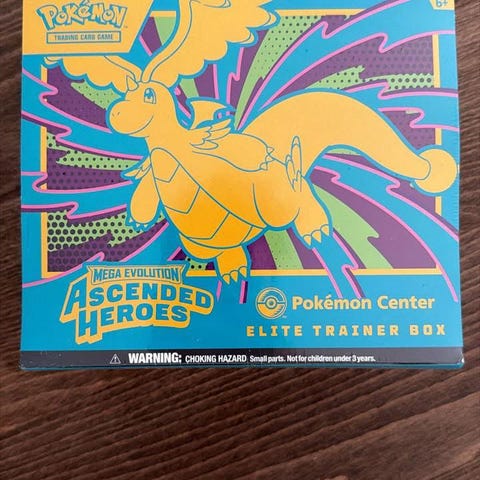 POKÉMON
TRADING CARD GAME
6+
MEGA EVOLUTION
ASCENDED
HEROES
Pokémon Center
ELITE TRAINER BOX
WARNING: CHOKING HAZARD Small parts. Not for children under 3 years.